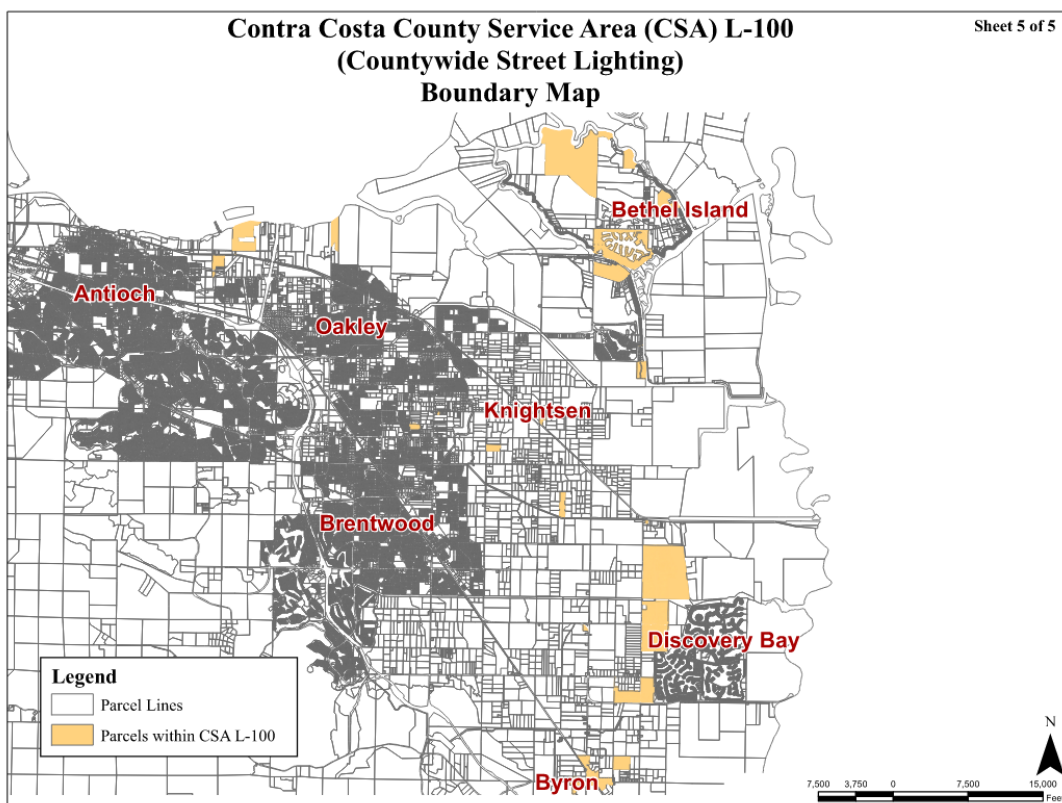 Contra Costa County Service Area (CSA) L-100
(Countywide Street Lighting)
Boundary Map
Sheet 5 of 5
Bethel Island
Antioch
Oakley
Knightsen
Brentwood
Discovery Bay
Legend
Parcel Lines
Parcels within CSA L-100
Byron
N
7,500 3,750 0 7,500 15,000
Feet